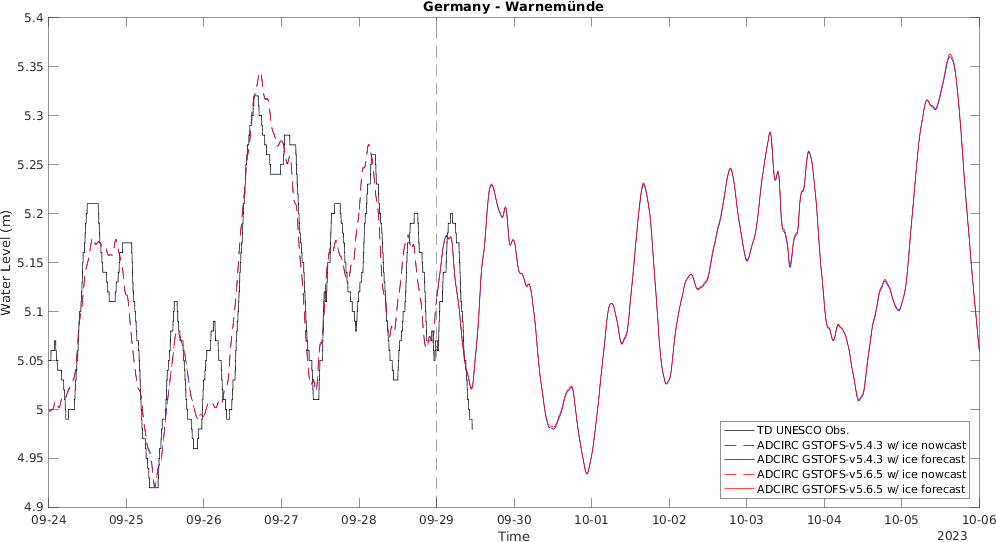 Germany - Warnemünde
5.4
5.35
5.3
5.25
5.2
5.15
5.1
5.05
5
4.95
4.9
Water Level (m)
09-24 09-25 09-26 09-27 09-28 09-29 09-30 10-01 10-02 10-03 10-04 10-05 10-06
Time
2023
TD UNESCO Obs.
ADCIRC GSTOFS-v5.4.3 w/ ice nowcast
ADCIRC GSTOFS-v5.4.3 w/ ice forecast
ADCIRC GSTOFS-v5.6.5 w/ ice nowcast
ADCIRC GSTOFS-v5.6.5 w/ ice forecast